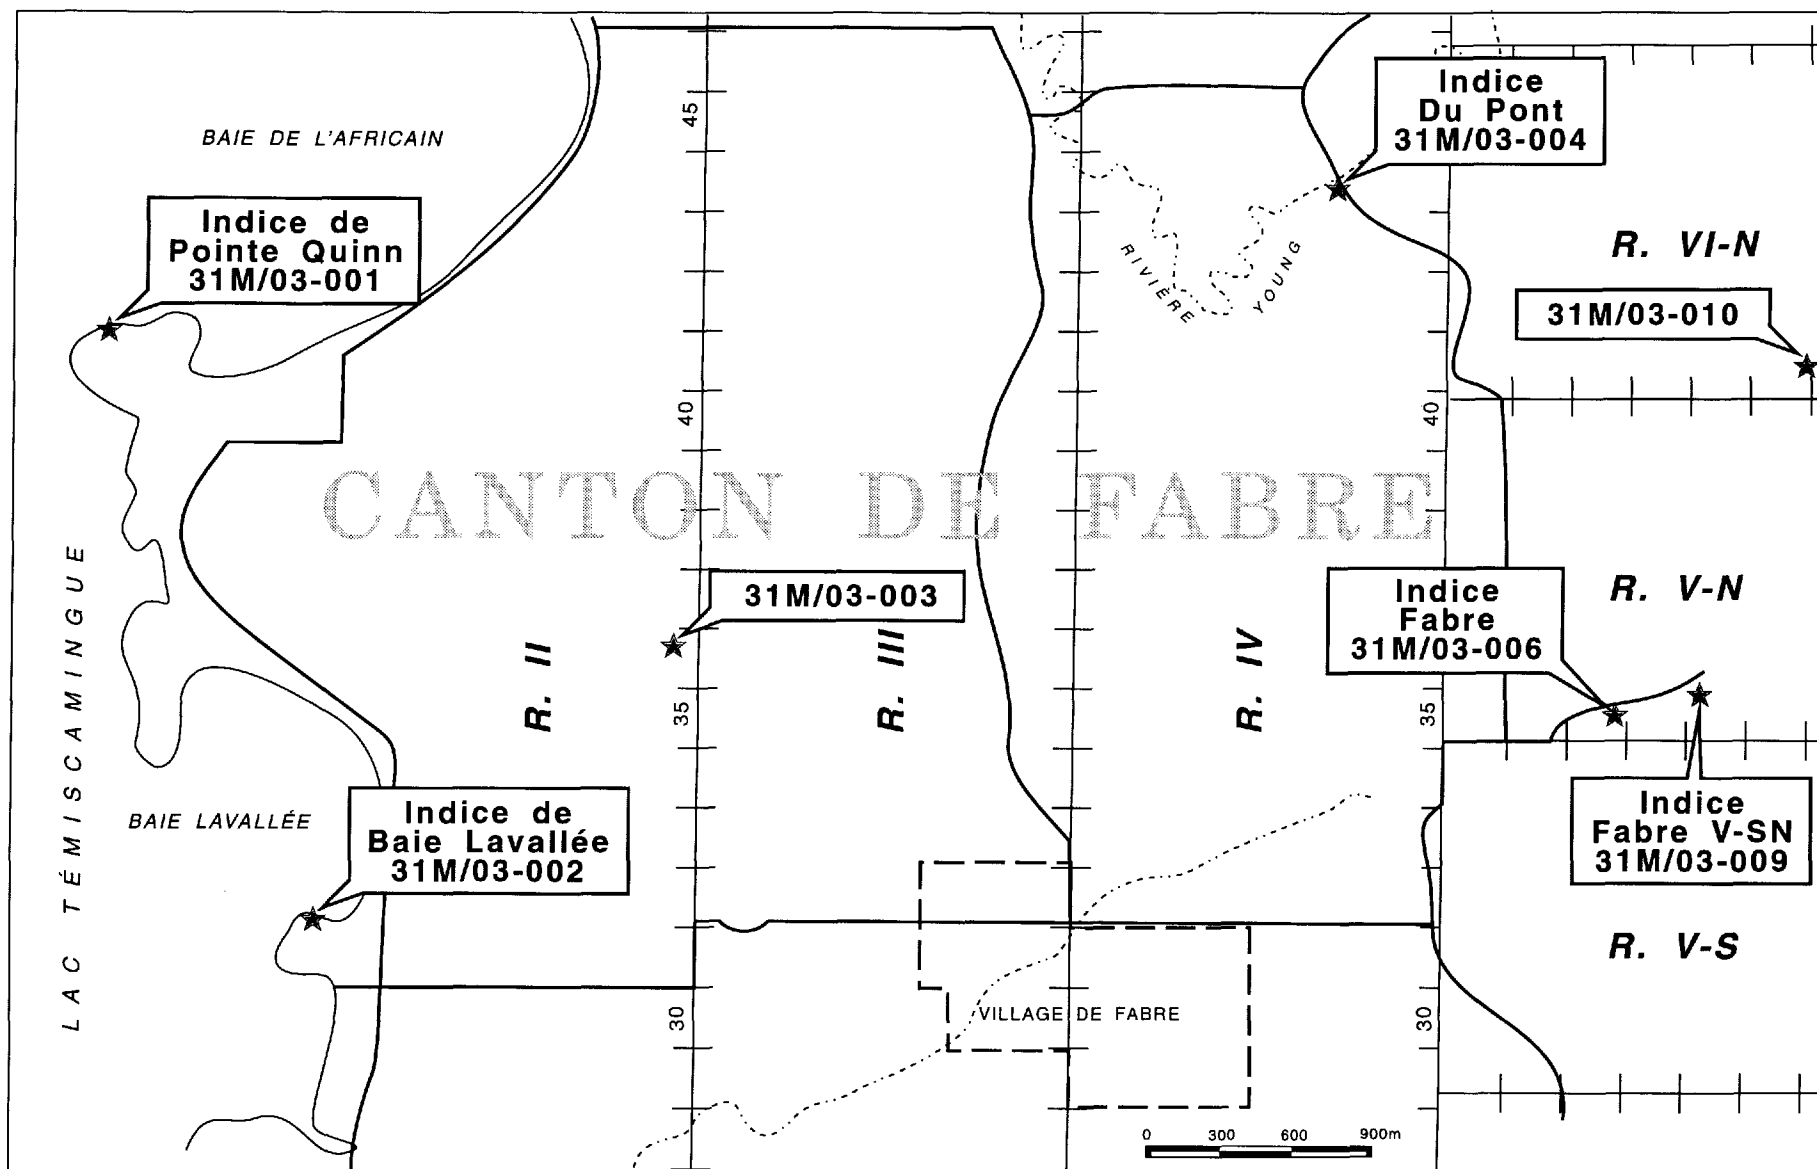 Indice
Du Pont
31M/03-004
45
BAIE DE L'AFRICAIN
Indice de
Pointe Quinn
31M/03-001
R. VI-N
RIVIÈRE
YOUNG
31M/03-010
40
40
CANTON DE FABRE
LAC TÉMISCAMINGUE
31M/03-003
Indice
Fabre
31M/03-006
R. V-N
R. II
R. III
R. IV
35
35
Indice de
Baie Lavallée
31M/03-002
BAIE LAVALLÉE
Indice
Fabre V-SN
31M/03-009
R. V-S
30
VILLAGE DE FABRE
30
0 300 600 900m